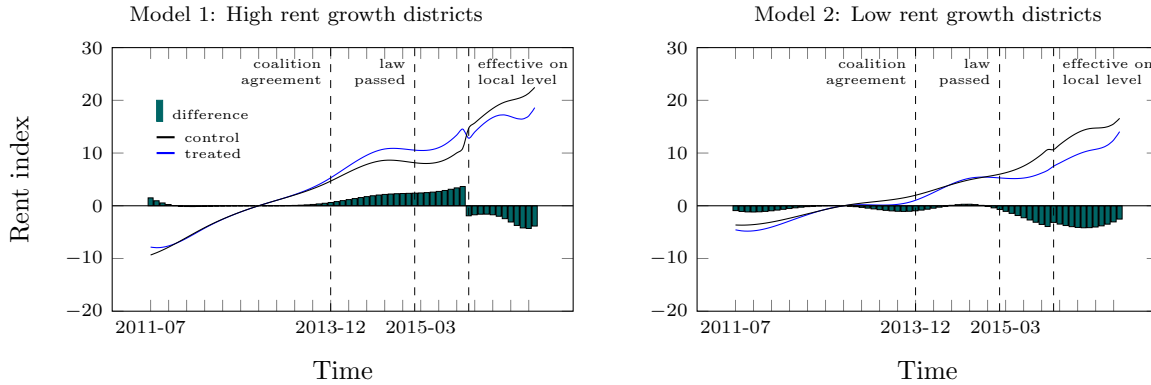 Model 1: High rent growth districts
30
20
10
0
−10
−20
Rent index
coalition
agreement
law
passed
effective on
local level
difference
control
treated
2011-07
2013-12
2015-03
Time
Model 2: Low rent growth districts
30
20
10
0
−10
−20
coalition
agreement
law
passed
effective on
local level
2011-07
2013-12
2015-03
Time